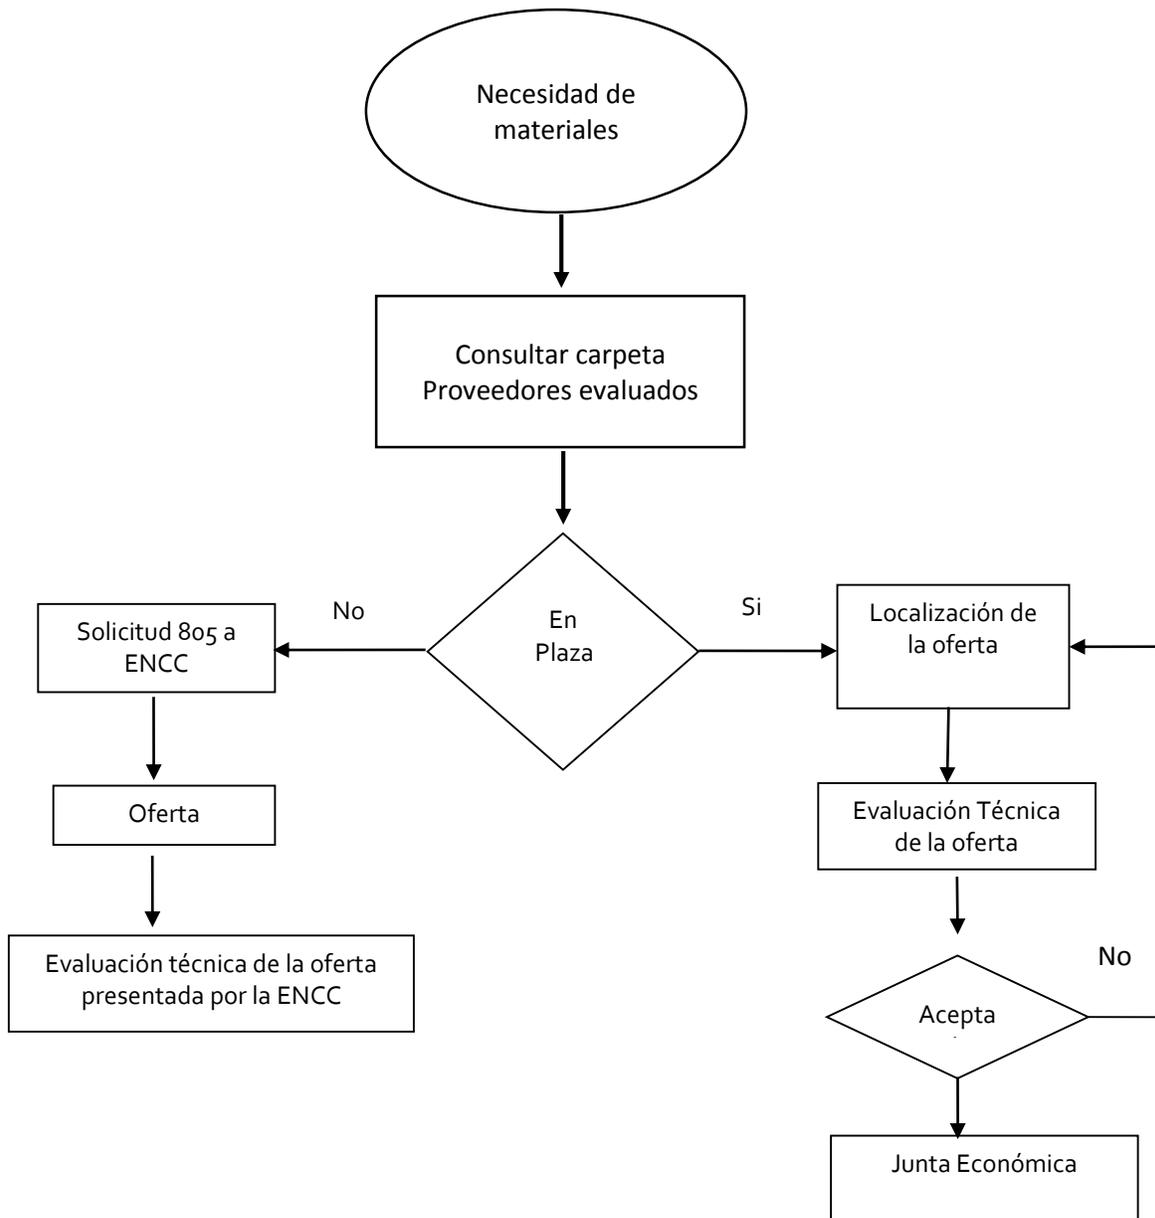 Necesidad de
materiales
Consultar carpeta
Proveedores evaluados
En
Plaza
No
Si
Solicitud 805 a
ENCC
Localización de
la oferta
Oferta
Evaluación Técnica
de la oferta
Evaluación técnica de la oferta
presentada por la ENCC
No
Acepta
.
Junta Económica